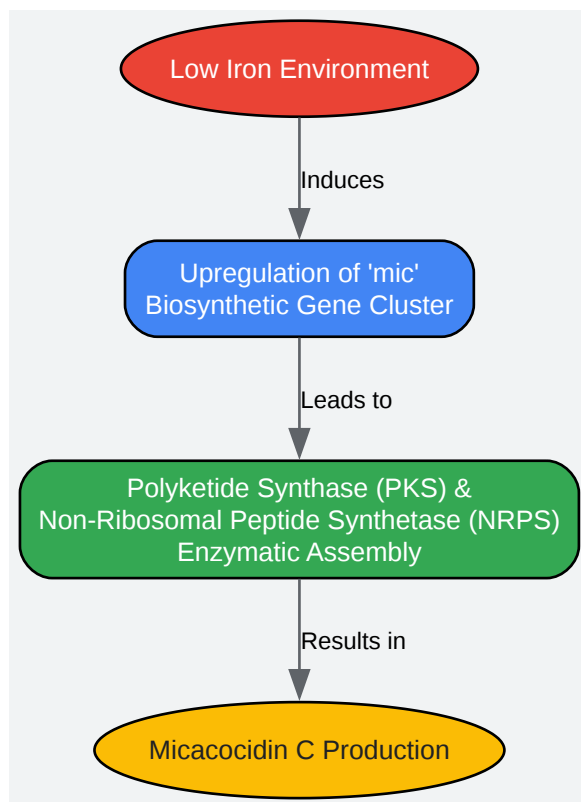 Low Iron Environment
Induces
Upregulation of 'mic'
Biosynthetic Gene Cluster
Leads to
Polyketide Synthase (PKS) &
Non-Ribosomal Peptide Synthetase (NRPS)
Enzymatic Assembly
Results in
Micacocidin C Production